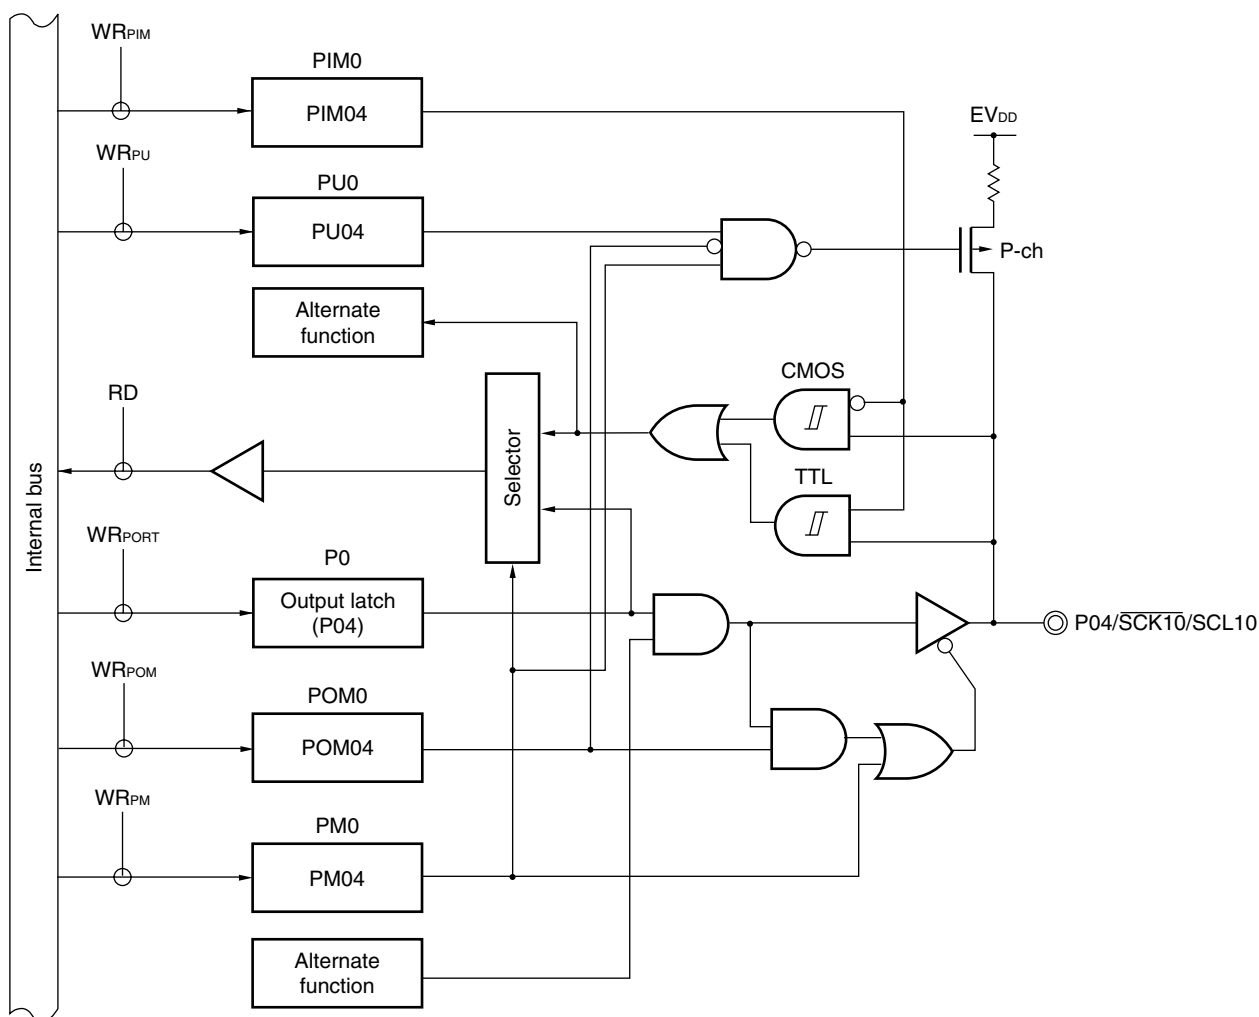 WRPIM
PIM0
PIM04
EVDD
WRPU
PU0
PU04
P-ch
Alternate
function
CMOS
RD
Selector
TTL
Internal bus
WRPORT
P0
Output latch
(P04)
P04/SCK10/SCL10
WRPOM
POM0
POM04
WRPM
PM0
PM04
Alternate
function